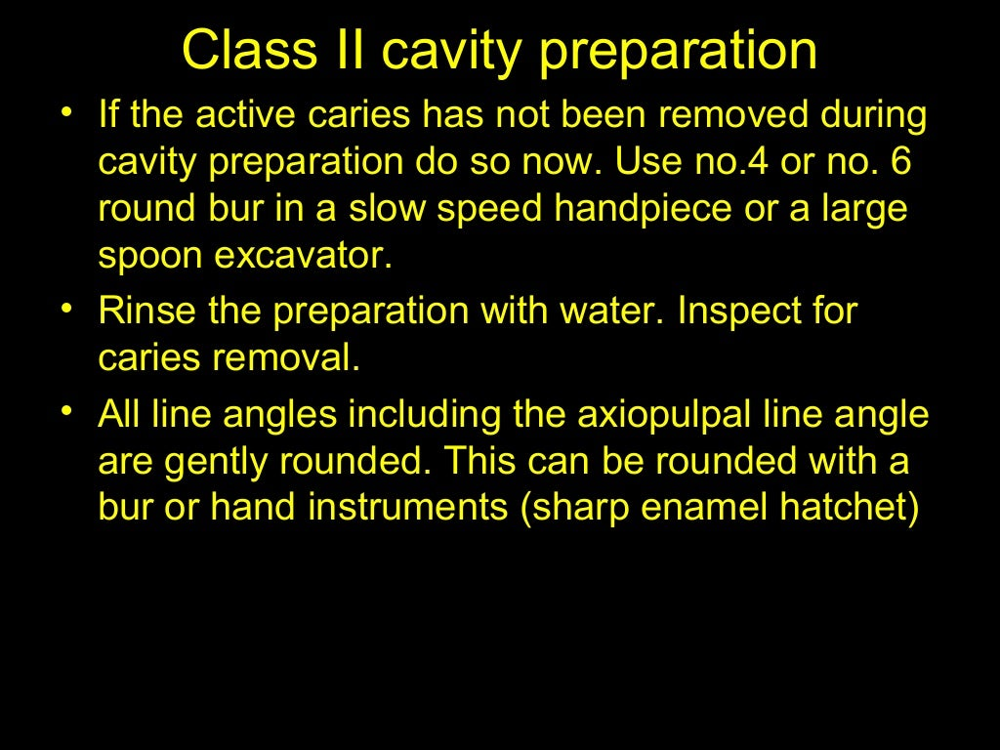 Class II cavity preparation
• If the active caries has not been removed during
cavity preparation do so now. Use no.4 or no. 6
round bur in a slow speed handpiece or a large
spoon excavator.
• Rinse the preparation with water. Inspect for
caries removal.
• All line angles including the axiopulpal line angle
are gently rounded. This can be rounded with a
bur or hand instruments (sharp enamel hatchet)